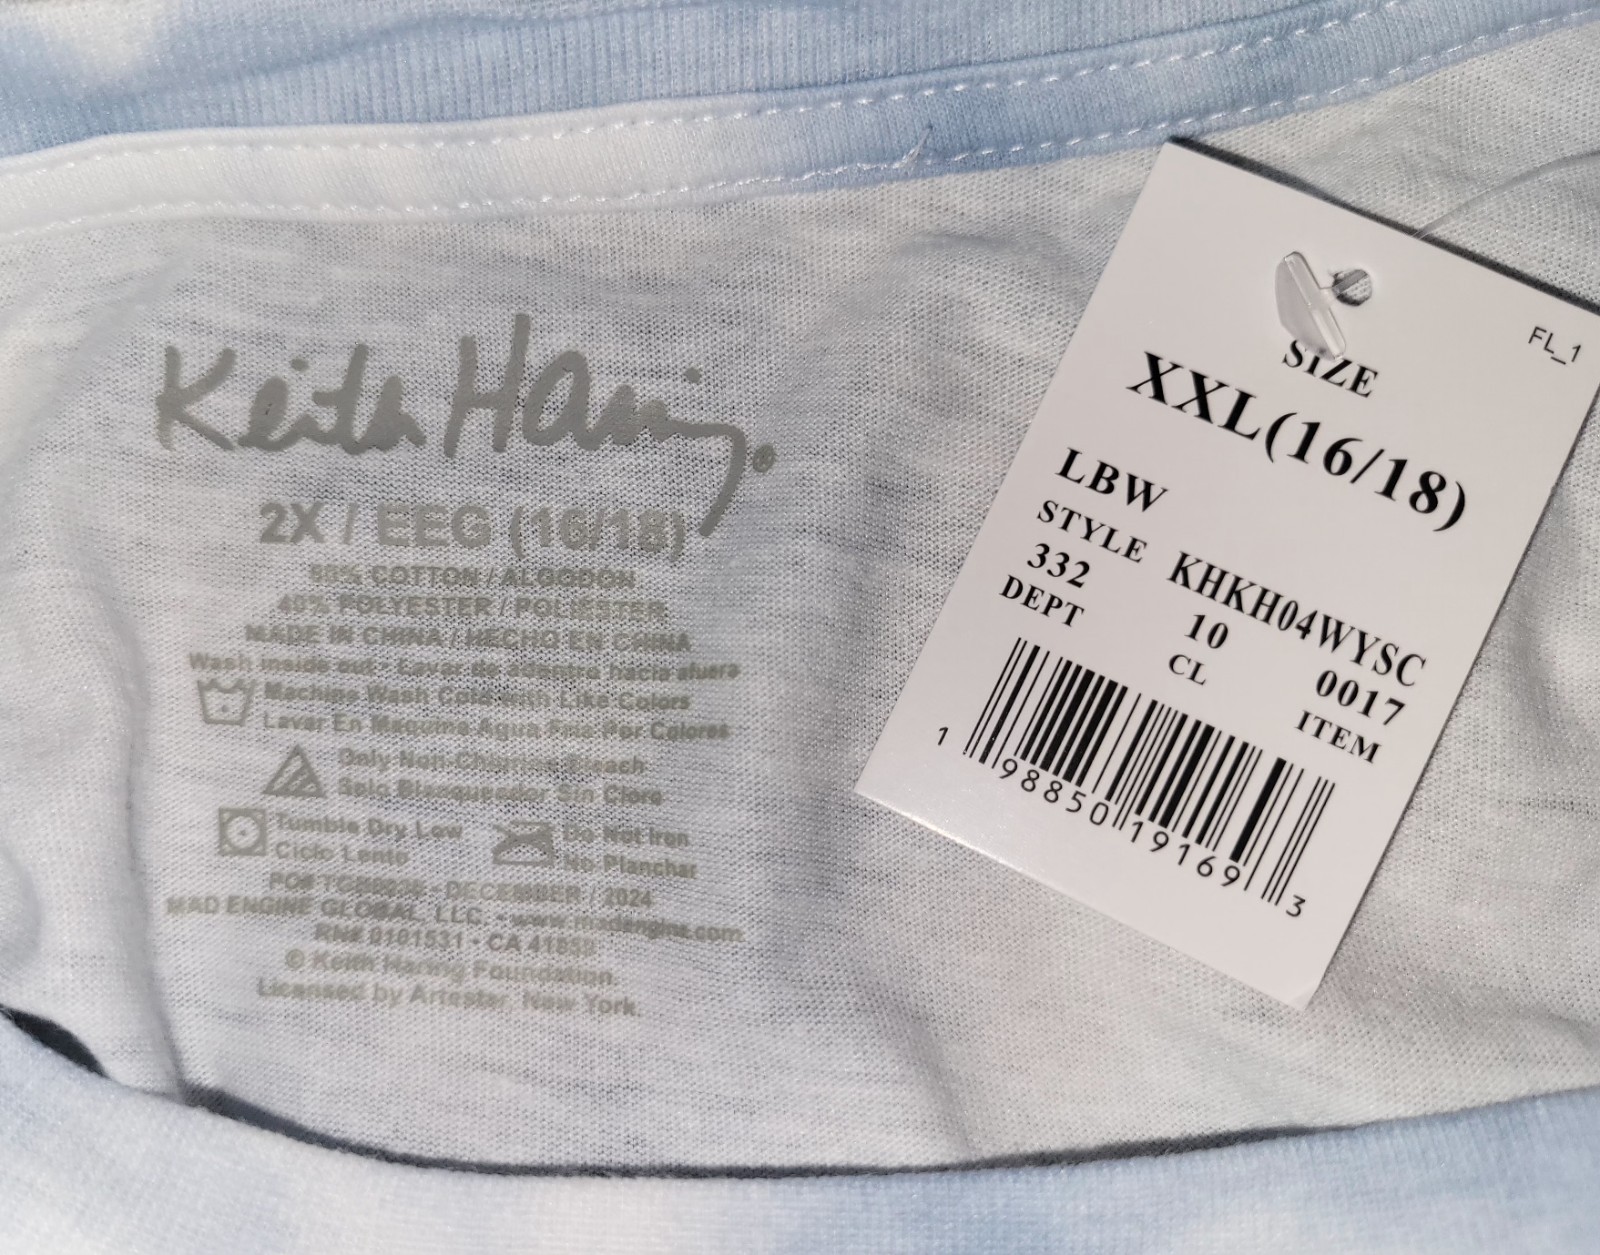 Keith Haring®
2X / EEG (16/18)
COTTON / ALGODON
40% POLYESTER / POLIESTER
MADE IN CHINA / HECHO EN CHINA
Wash inside out • Lavar de adentro hacia afuera
Machine Wash Cold with Like Colors
Lavar En Maquina Agua Fria Por Colores
Only Non-Chlorine Bleach
Solo Blanqueador Sin Cloro
Tumble Dry Low
Ciclo Lento
Do Not Iron
No Planchar
PO# • DECEMBER / 2024
MAD ENGINE GLOBAL, LLC. • www.madengine.com
RN# 0101531 • CA 41859
© Keith Haring Foundation.
Licensed by Artestar, New York.
FL_1
SIZE
XXL(16/18)
LBW
STYLE KHKH04WYSC
332 10 0017
DEPT CL ITEM
1 98850 19169 3